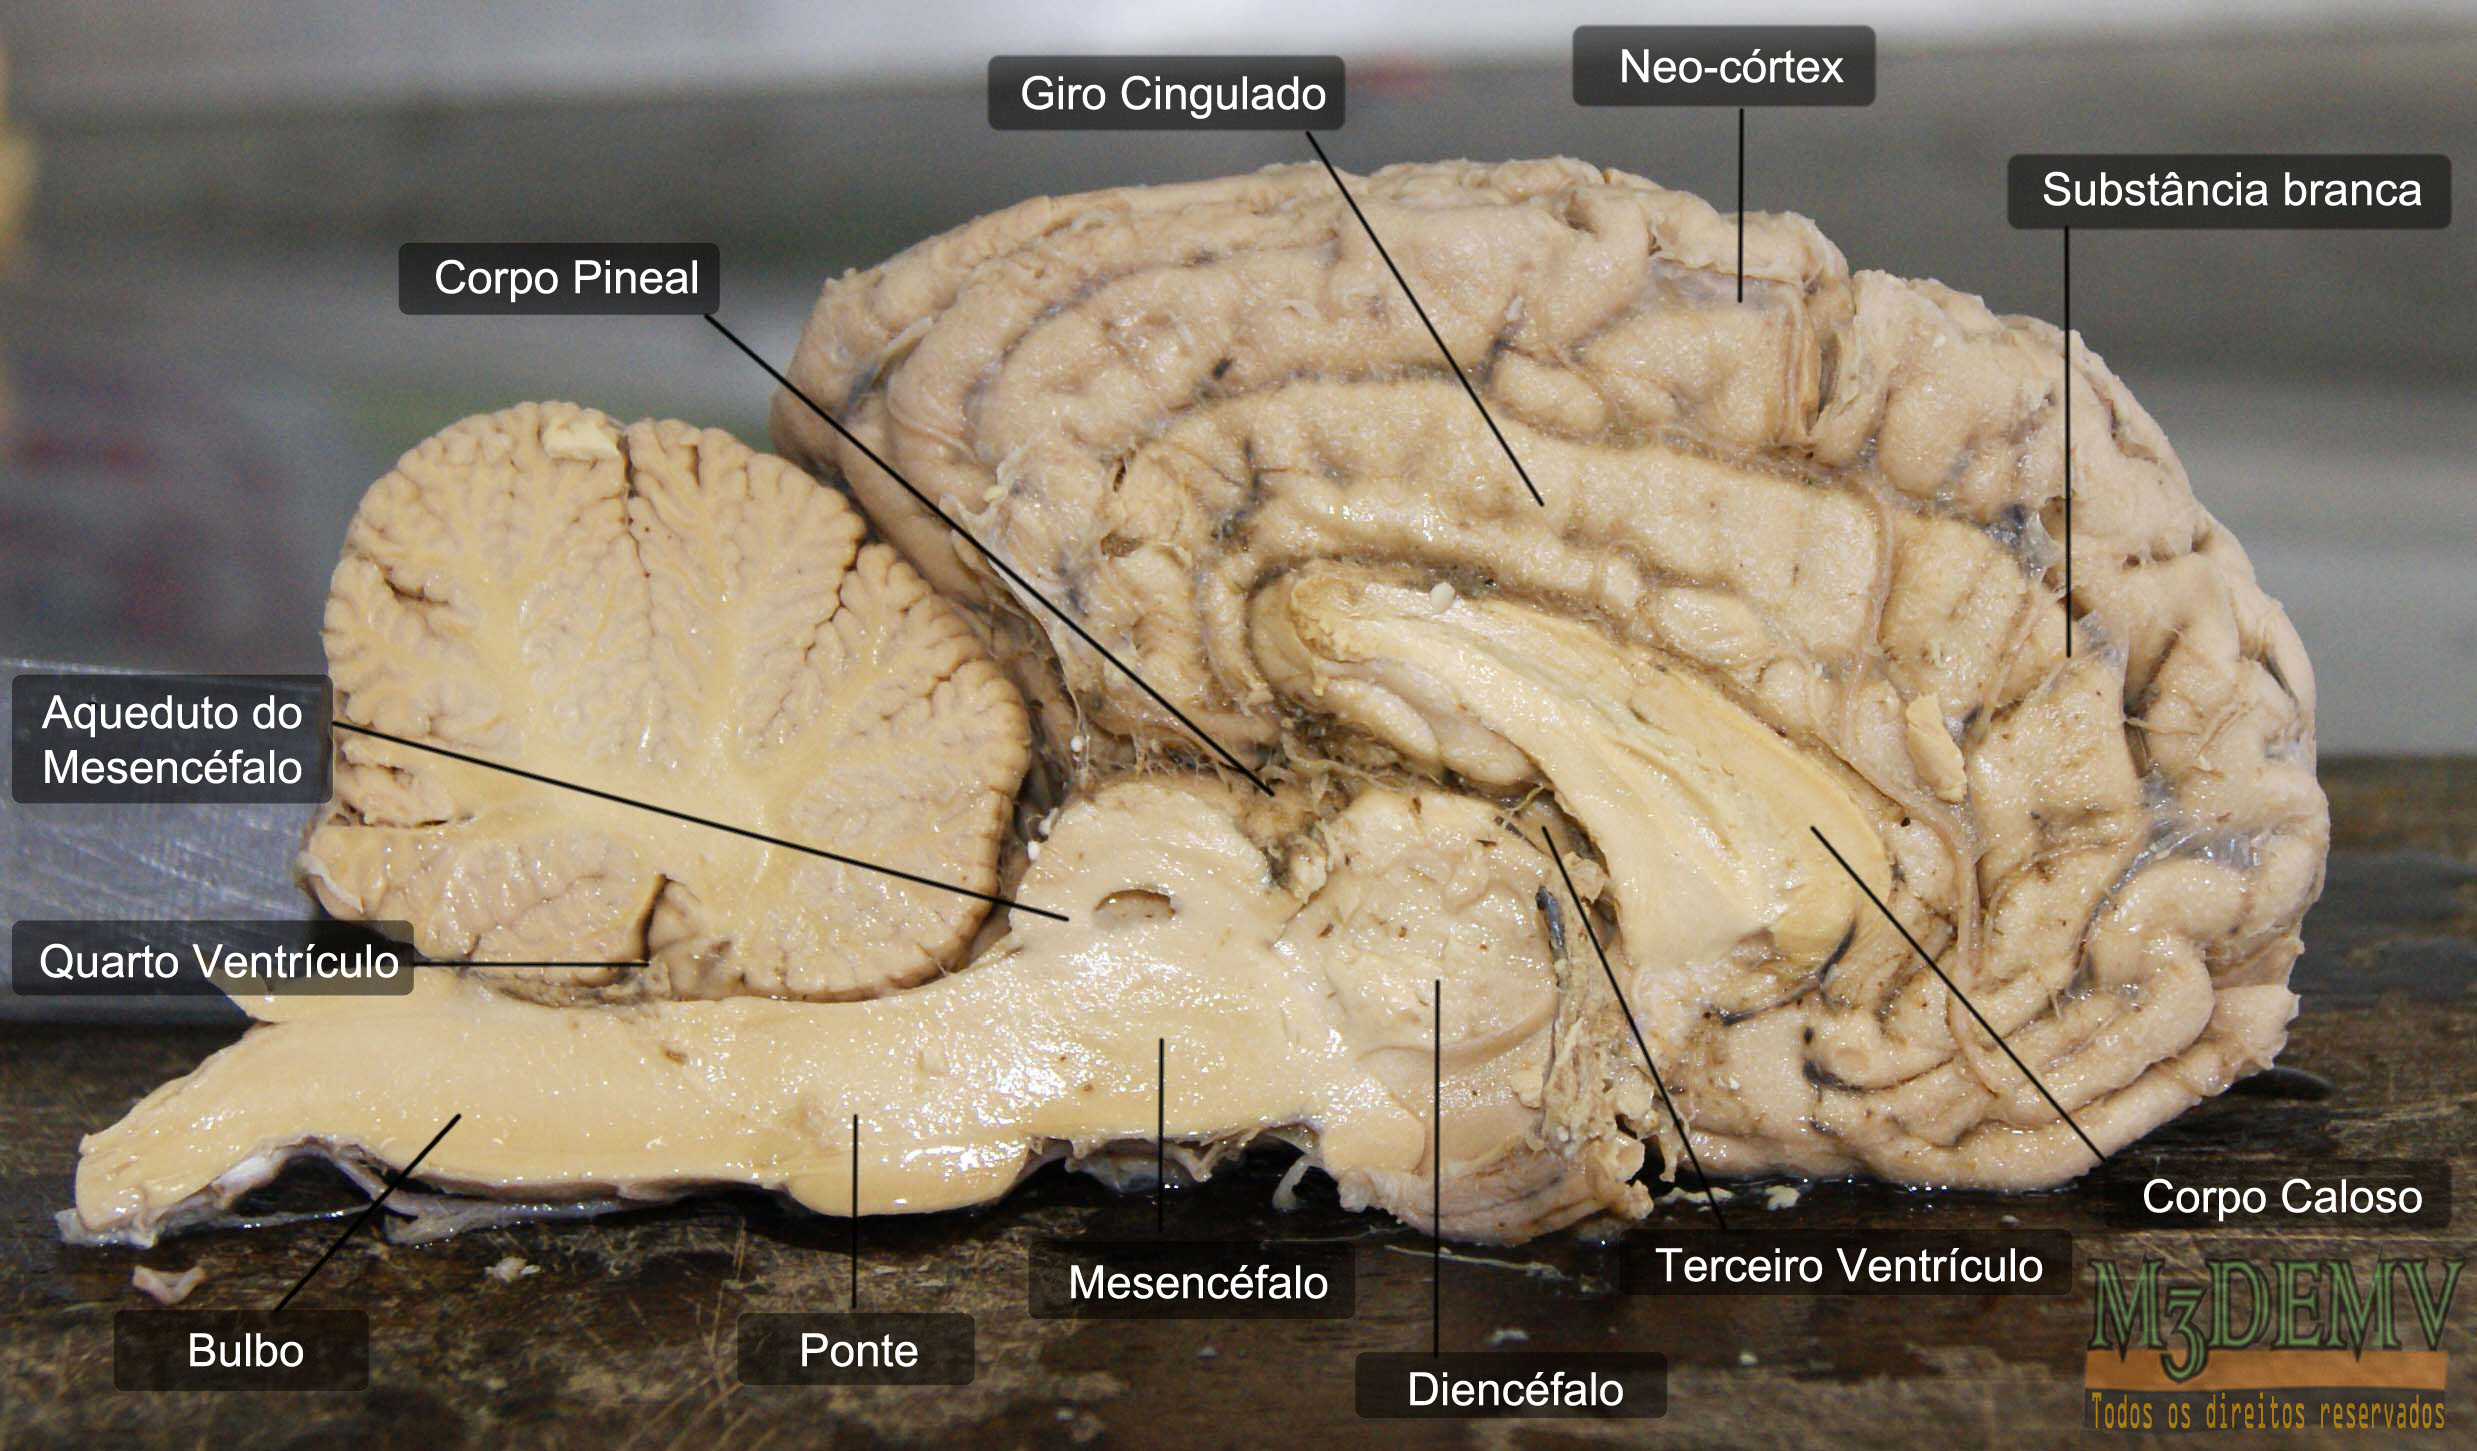 Neo-córtex
Giro Cingulado
Substância branca
Corpo Pineal
Aqueduto do
Mesencéfalo
Quarto Ventrículo
Corpo Caloso
Terceiro Ventrículo
Mesencéfalo
Bulbo
Ponte
Diencéfalo
M3DEMV
Todos os direitos reservados